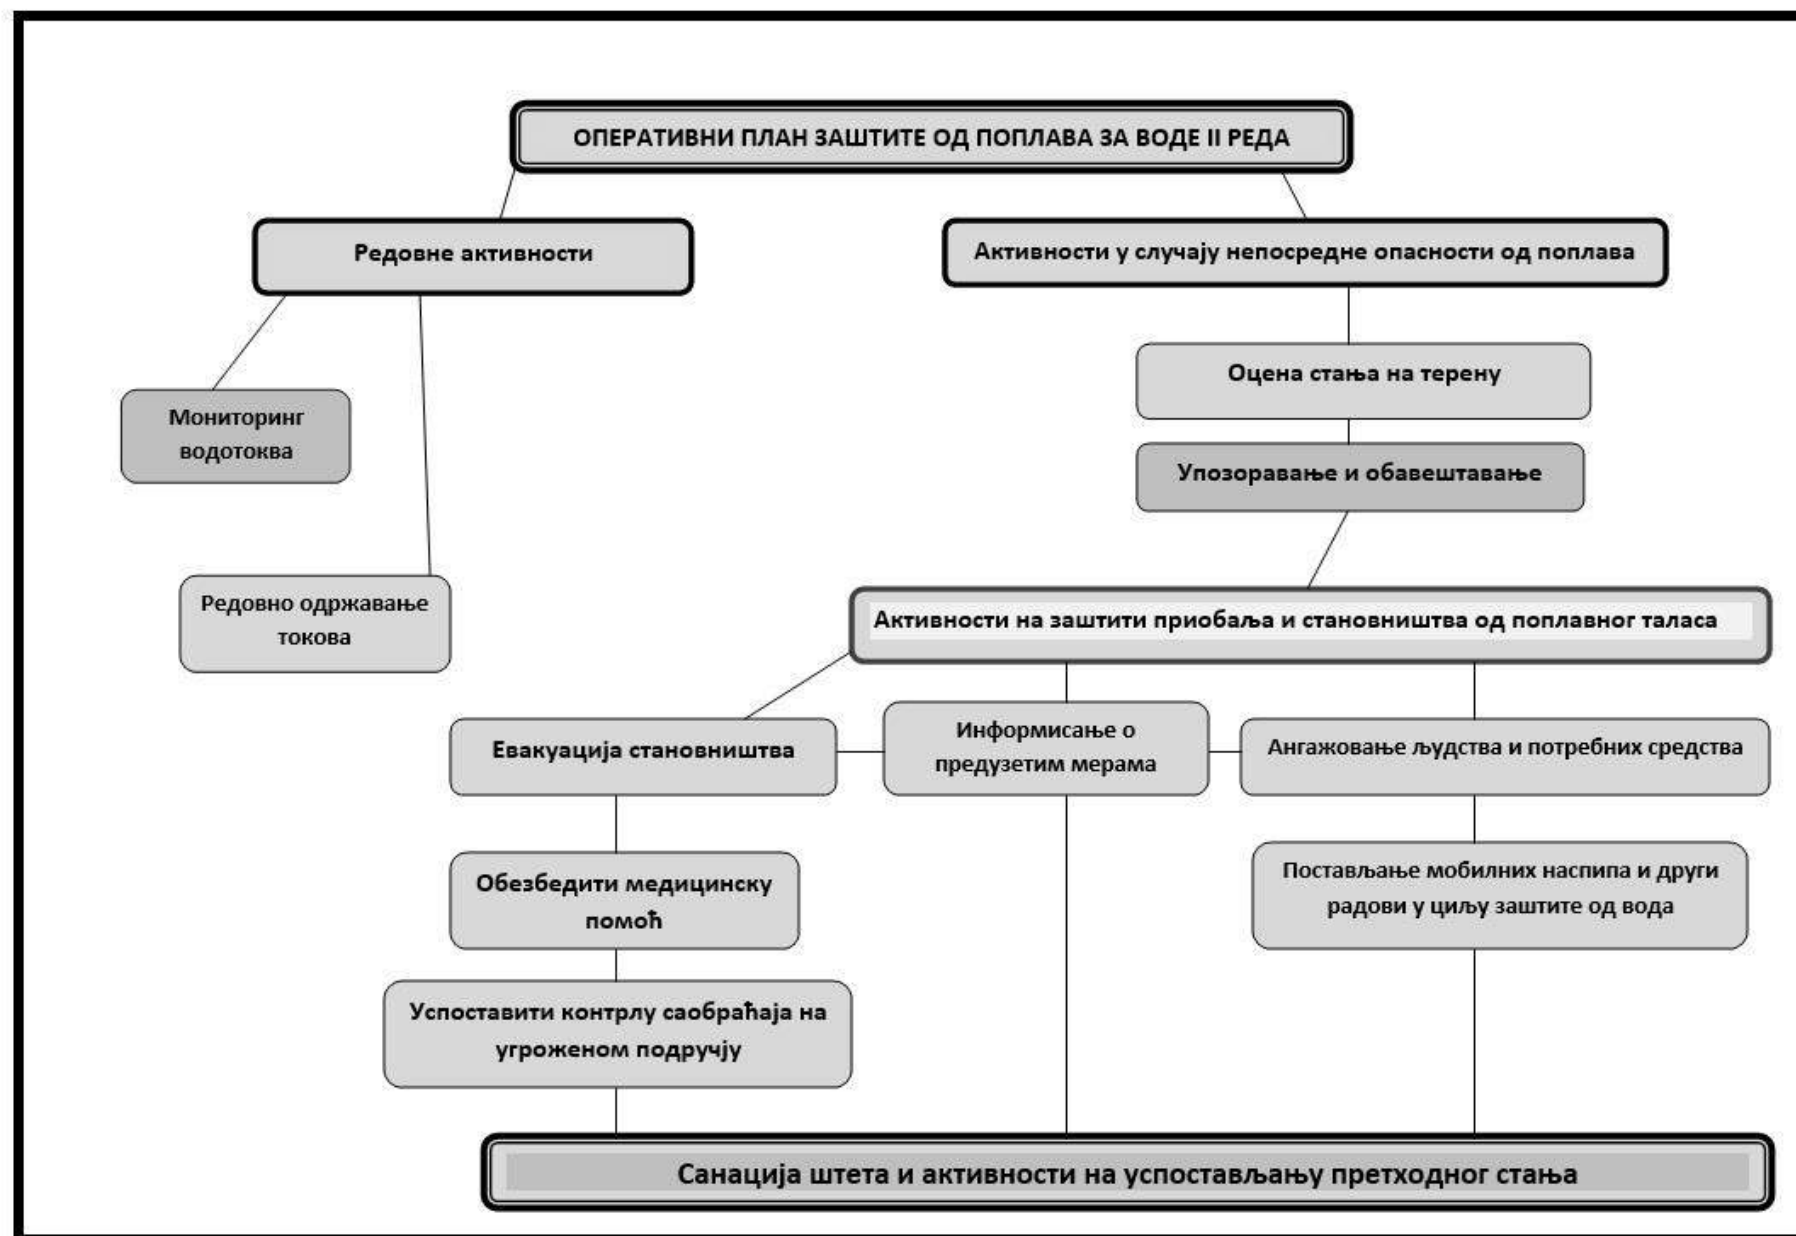 ОПЕРАТИВНИ ПЛАН ЗАШТИТЕ ОД ПОПЛАВА ЗА ВОДЕ II РЕДА
Редовне активности
Активности у случају непосредне опасности од поплава
Оцена стања на терену
Мониторинг
водотоква
Упозоравање и обавештавање
Редовно одржавање
токова
Активности на заштити приобаља и становништва од поплавног таласа
Евакуација становништва
Информисање о
предузетим мерама
Ангажовање људства и потребних средства
Обезбедити медицинску
помоћ
Постављање мобилних наспипа и други
радови у циљу заштите од вода
Успоставити контрлу саобраћаја на
угроженом подручју
Санација штета и активности на успостављању претходног стања